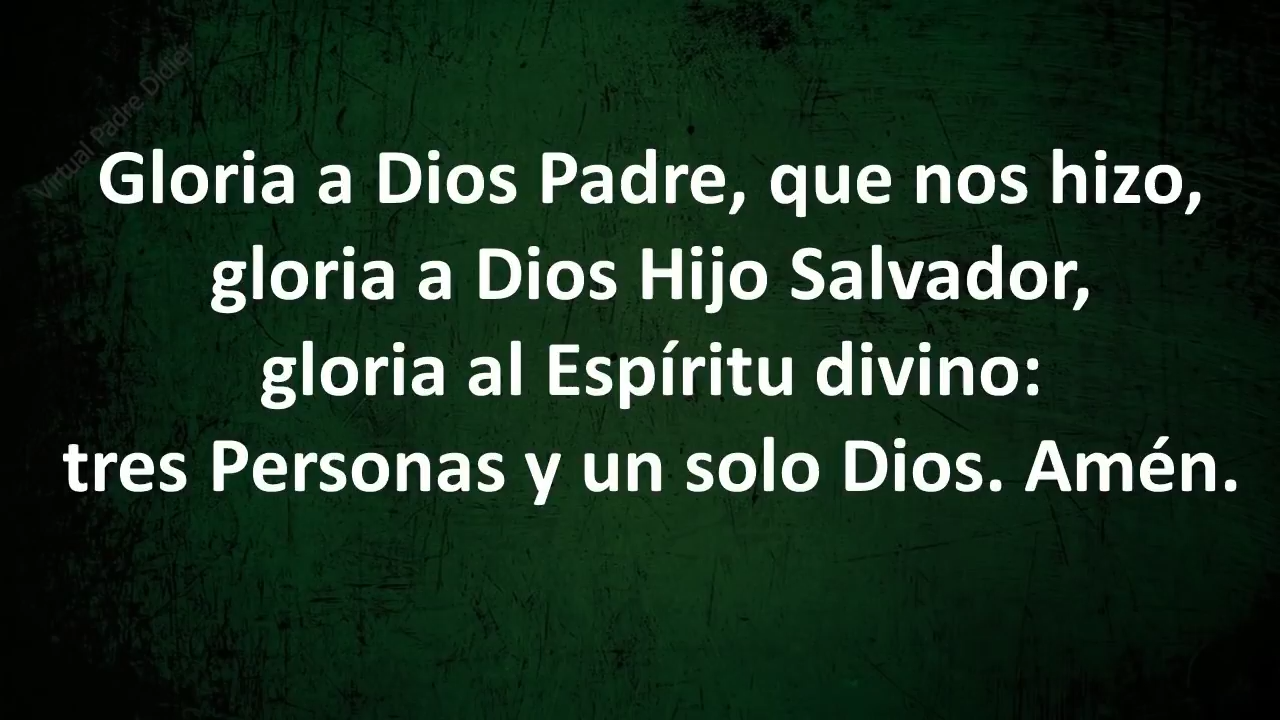 Virtual Padre Didier
Gloria a Dios Padre, que nos hizo,
gloria a Dios Hijo Salvador,
gloria al Espíritu divino:
tres Personas y un solo Dios. Amén.